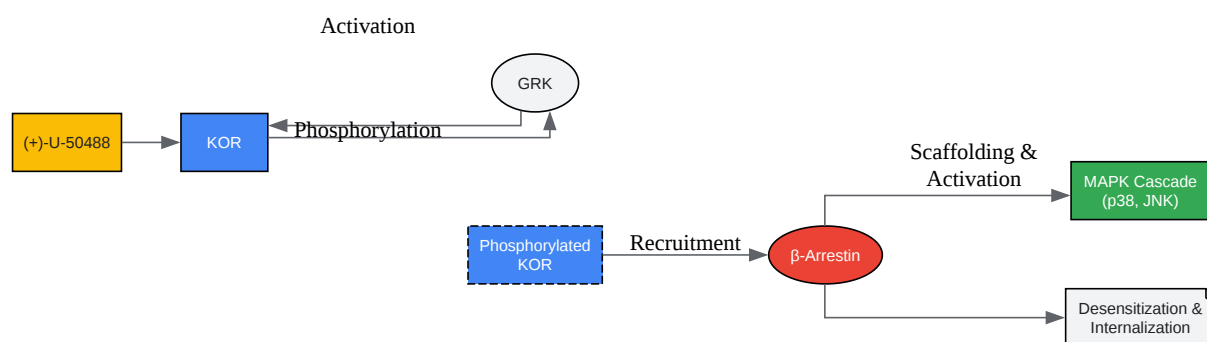 Activation
GRK
(+)-U-50488
KOR
Phosphorylation
Scaffolding &
Activation
MAPK Cascade
(p38, JNK)
Phosphorylated
KOR
Recruitment
β-Arrestin
Desensitization &
Internalization